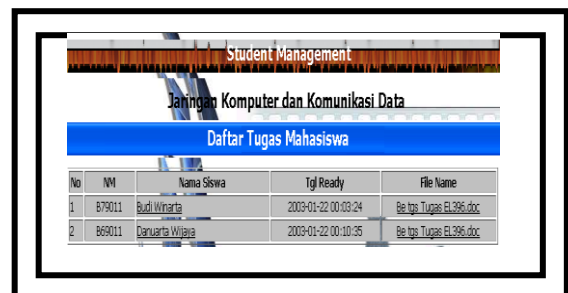 Student Management
Jaringan Komputer dan Komunikasi Data
Daftar Tugas Mahasiswa
No NM Nama Siswa Tgl Ready File Name
1 B79011 Budi Winarta 2003-01-22 00:03:24 Be tgs Tugas EL396.doc
2 B69011 Danuarta Wijaya 2003-01-22 00:10:35 Be tgs Tugas EL396.doc